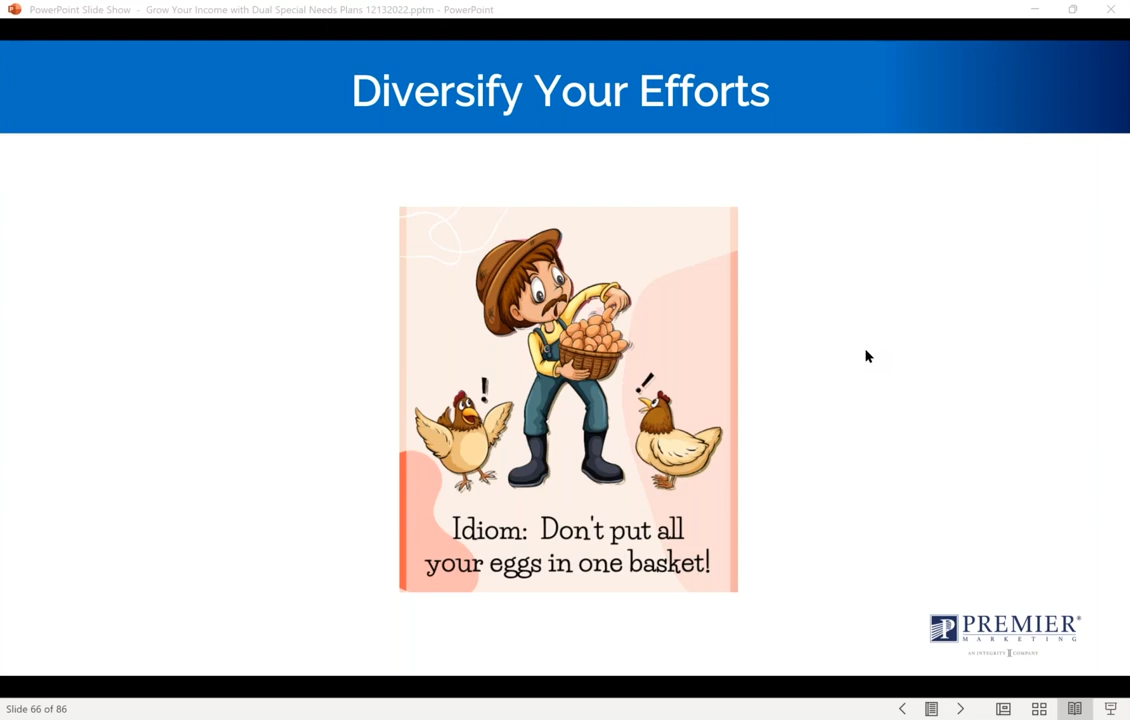 PowerPoint Slide Show - Grow Your Income with Dual Special Needs Plans 12132022.pptm - PowerPoint
Diversify Your Efforts
!
!
Idiom: Don't put all
your eggs in one basket!
PREMIER®
MARKETING
AN INTEGRITY COMPANY
Slide 66 of 86